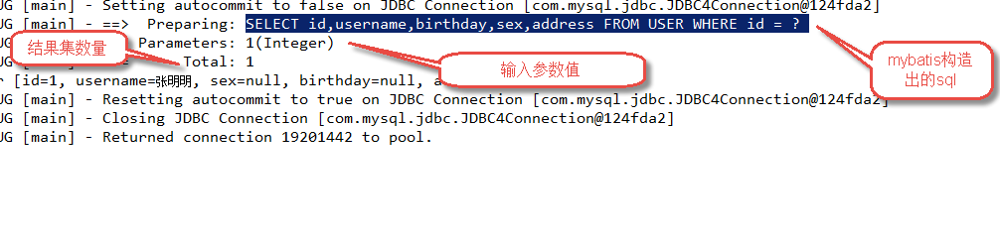 UG [main] - Setting autocommit to false on JDBC Connection [com.mysql.jdbc.JDBC4Connection@124fda2]
UG [main] - ==> Preparing: SELECT id,username,birthday,sex,address FROM USER WHERE id = ?
UG Parameters: 1(Integer)
UG Total: 1
r [id=1, username=张明明, sex=null, birthday=null, a
UG [main] - Resetting autocommit to true on JDBC Connection [com.mysql.jdbc.JDBC4Connection@124fda2]
UG [main] - Closing JDBC Connection [com.mysql.jdbc.JDBC4Connection@124fda2]
UG [main] - Returned connection 19201442 to pool.
结果集数量
输入参数值
mybatis构造
出的sql